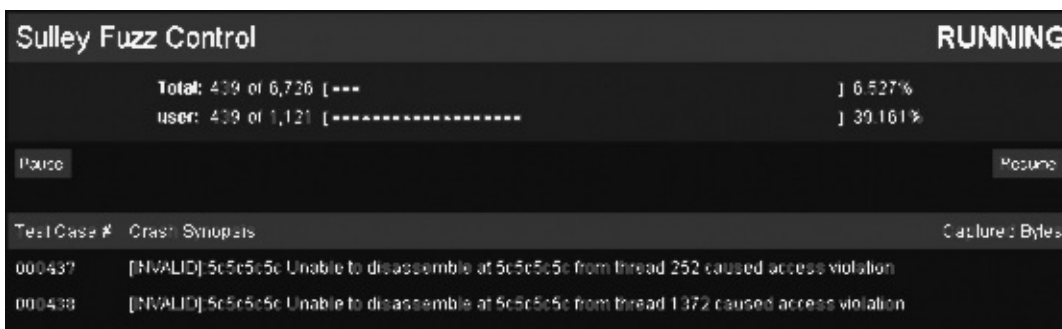 Sulley Fuzz Control RUNNING
Total: 439 of 6,726 [--- ] 6.527%
user: 439 of 1,121 [------------------- ] 39.161%
Pause Resume
Test Case # Crash Synopsis Captured Bytes
000437 [INVALID]:5c5c5c5c Unable to disassemble at 5c5c5c5c from thread 252 caused access violation
000438 [INVALID]:5c5c5c5c Unable to disassemble at 5c5c5c5c from thread 1372 caused access violation